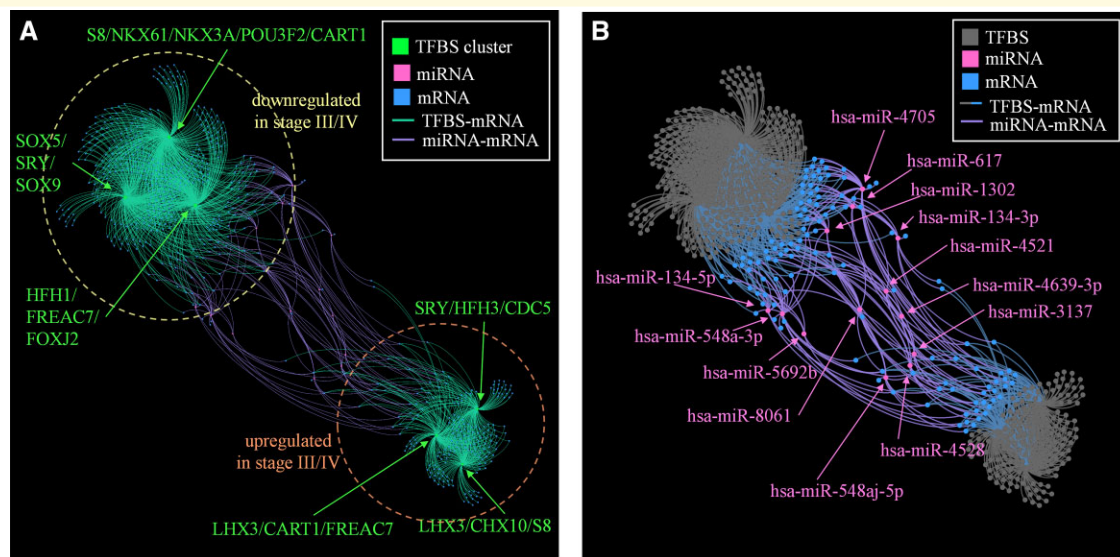 A
S8/NKX61/NKX3A/POU3F2/CART1
TFBS cluster
miRNA
mRNA
TFBS-mRNA
miRNA-mRNA
downregulated
in stage III/IV
SOX5/
SRY/
SOX9
HFH1/
FREAC7/
FOXJ2
SRY/HFH3/CDC5
upregulated
in stage III/IV
LHX3/CART1/FREAC7
LHX3/CHX10/S8
B
TFBS
miRNA
mRNA
TFBS-mRNA
miRNA-mRNA
hsa-miR-4705
hsa-miR-617
hsa-miR-1302
hsa-miR-134-3p
hsa-miR-4521
hsa-miR-134-5p
hsa-miR-4639-3p
hsa-miR-3137
hsa-miR-548a-3p
hsa-miR-5692b
hsa-miR-8061
hsa-miR-4528
hsa-miR-548aj-5p